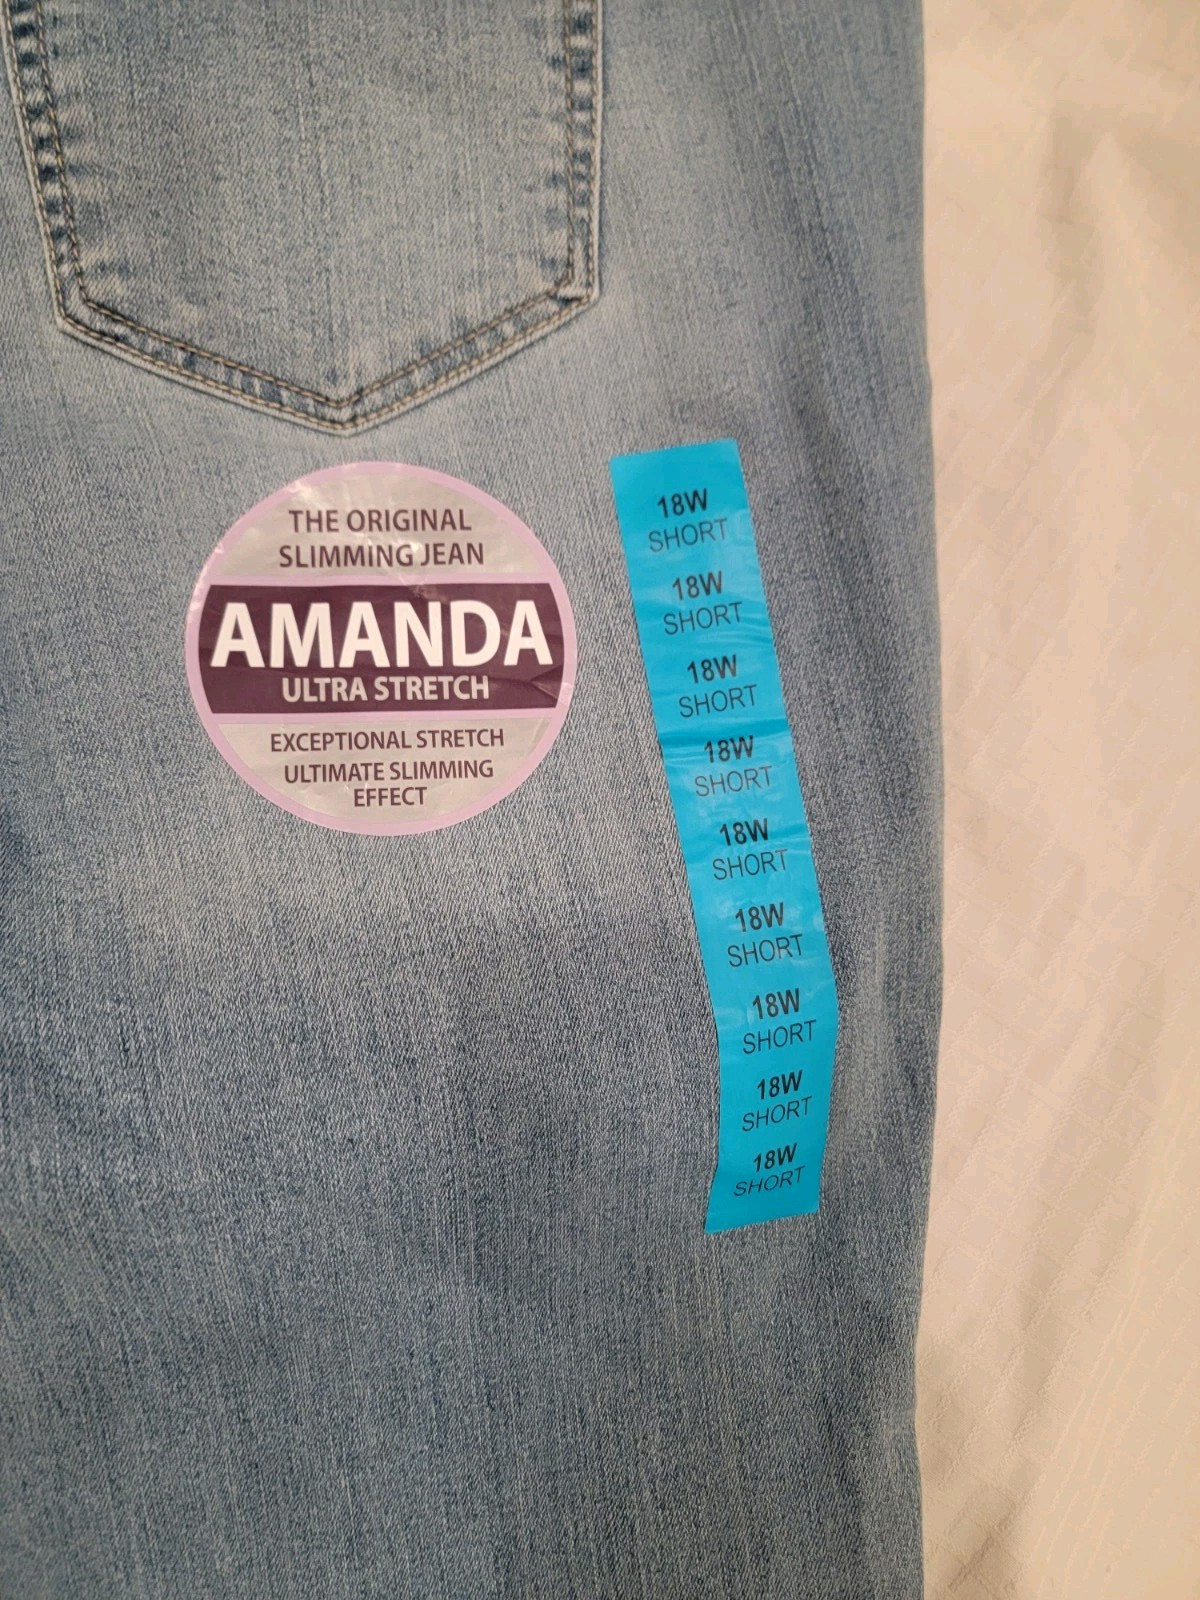 THE ORIGINAL
SLIMMING JEAN
AMANDA
ULTRA STRETCH
EXCEPTIONAL STRETCH
ULTIMATE SLIMMING
EFFECT
18W
SHORT
18W
SHORT
18W
SHORT
18W
SHORT
18W
SHORT
18W
SHORT
18W
SHORT
18W
SHORT
18W
SHORT